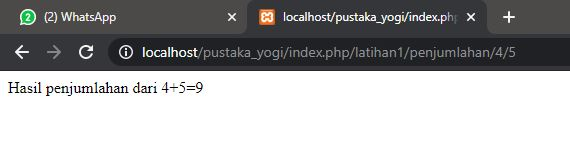 (2) WhatsApp
localhost/pustaka_yogi/index.php
localhost/pustaka_yogi/index.php/latihan1/penjumlahan/4/5
Hasil penjumlahan dari 4+5=9